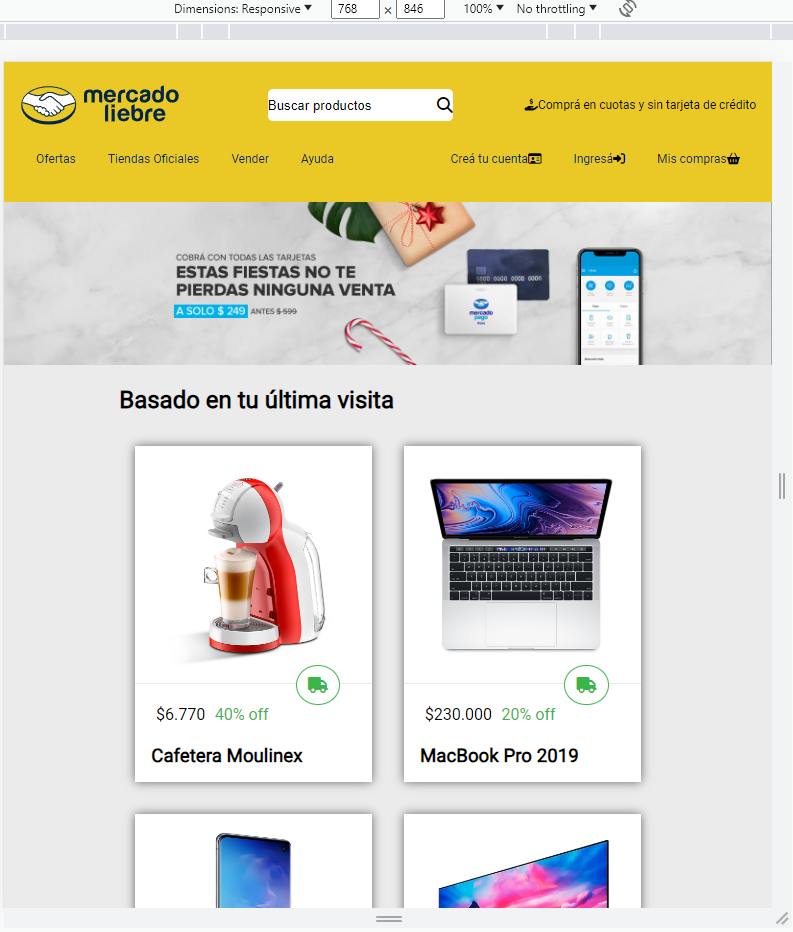 Dimensions: Responsive ▼ 768 × 846 100% ▼ No throttling ▼
mercado
liebre
Buscar productos
Comprá en cuotas y sin tarjeta de crédito
Ofertas Tiendas Oficiales Vender Ayuda Creá tu cuenta Ingresá Mis compras
COBRÁ CON TODAS LAS TARJETAS
ESTAS FIESTAS NO TE
PIERDAS NINGUNA VENTA
A SOLO $ 249 ANTES $ 599
mercado
pago
Basado en tu última visita
$6.770 40% off
Cafetera Moulinex
$230.000 20% off
MacBook Pro 2019